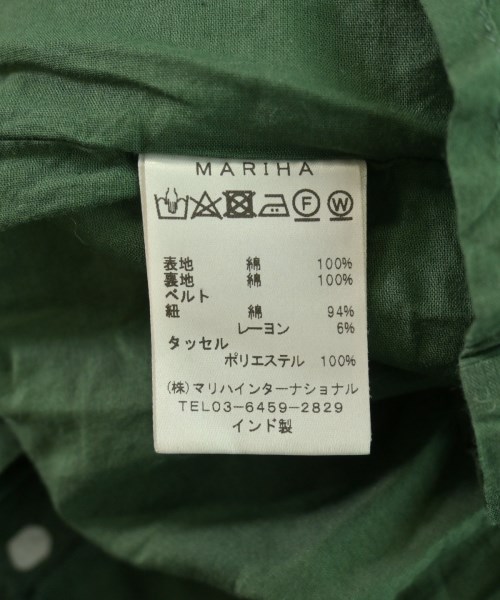 MARIHA
F W
表地 綿 100%
裏地 綿 100%
ベルト
紐 綿 94%
レーヨン 6%
タッセル
ポリエステル 100%
(株)マリハインターナショナル
TEL03-6459-2829
インド製